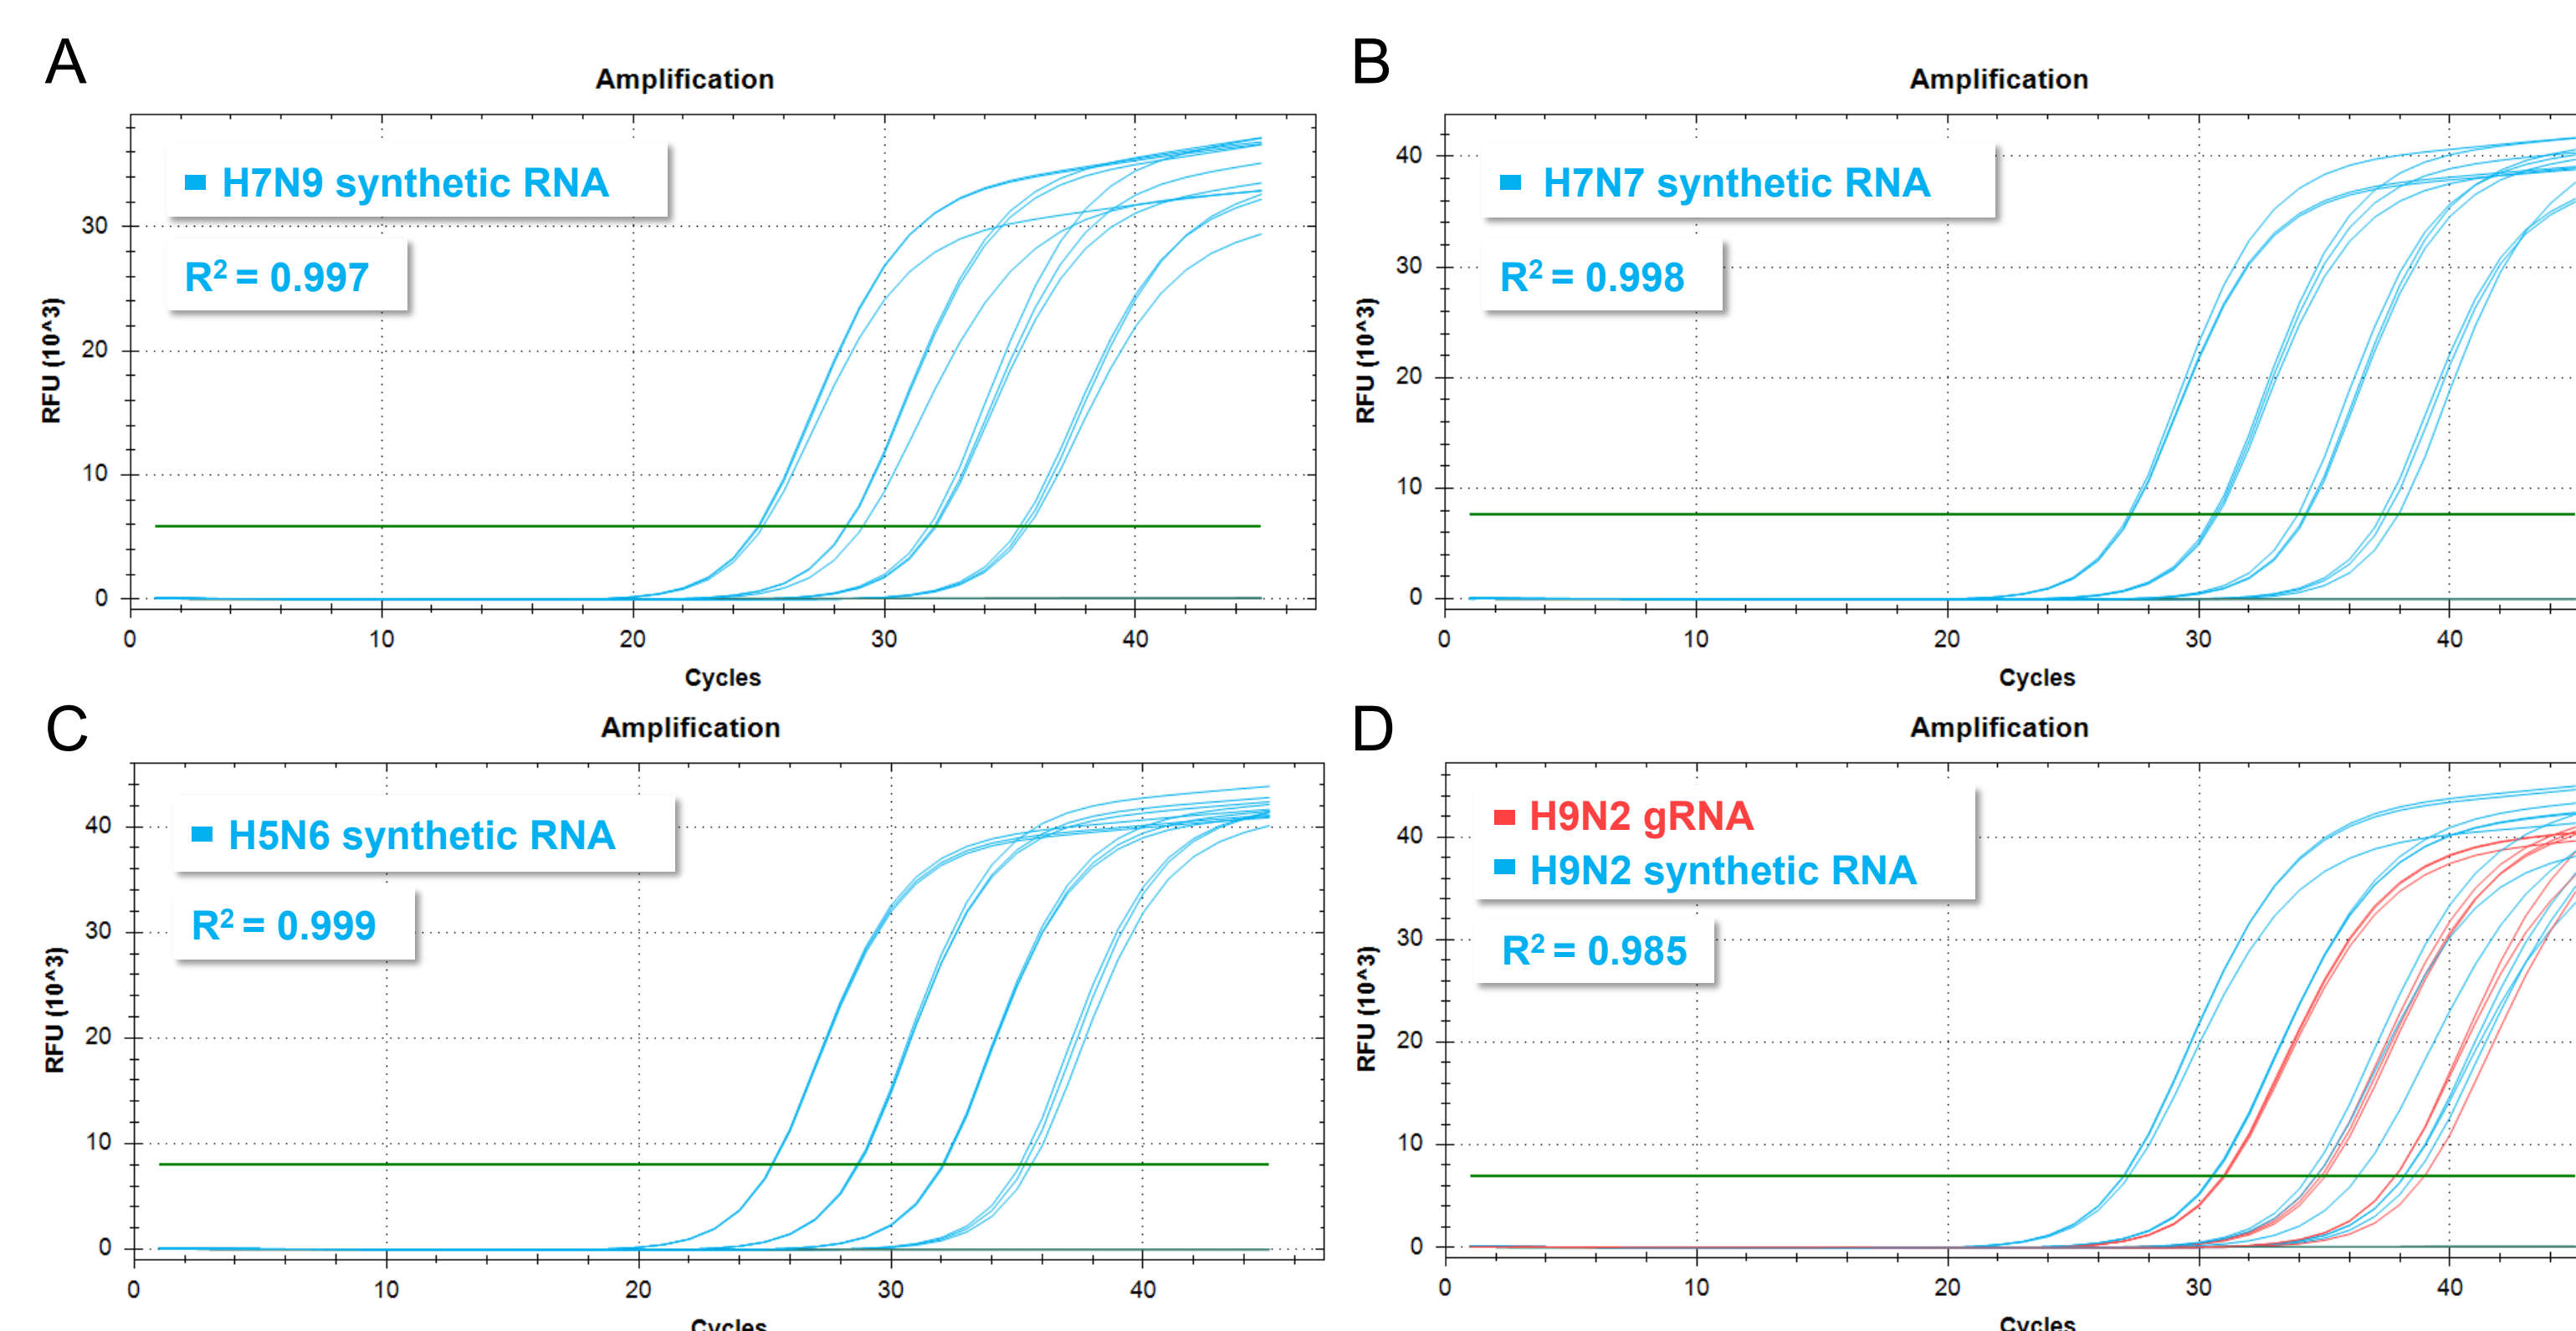 A
Amplification
H7N9 synthetic RNA
R² = 0.997
RFU (10^3)
30
20
10
0
0 10 20 30 40
Cycles
B
Amplification
H7N7 synthetic RNA
R² = 0.998
RFU (10^3)
40
30
20
10
0
0 10 20 30 40
Cycles
C
Amplification
H5N6 synthetic RNA
R² = 0.999
RFU (10^3)
40
30
20
10
0
0 10 20 30 40
Cycles
D
Amplification
H9N2 gRNA
H9N2 synthetic RNA
R² = 0.985
RFU (10^3)
40
30
20
10
0
0 10 20 30 40
Cycles